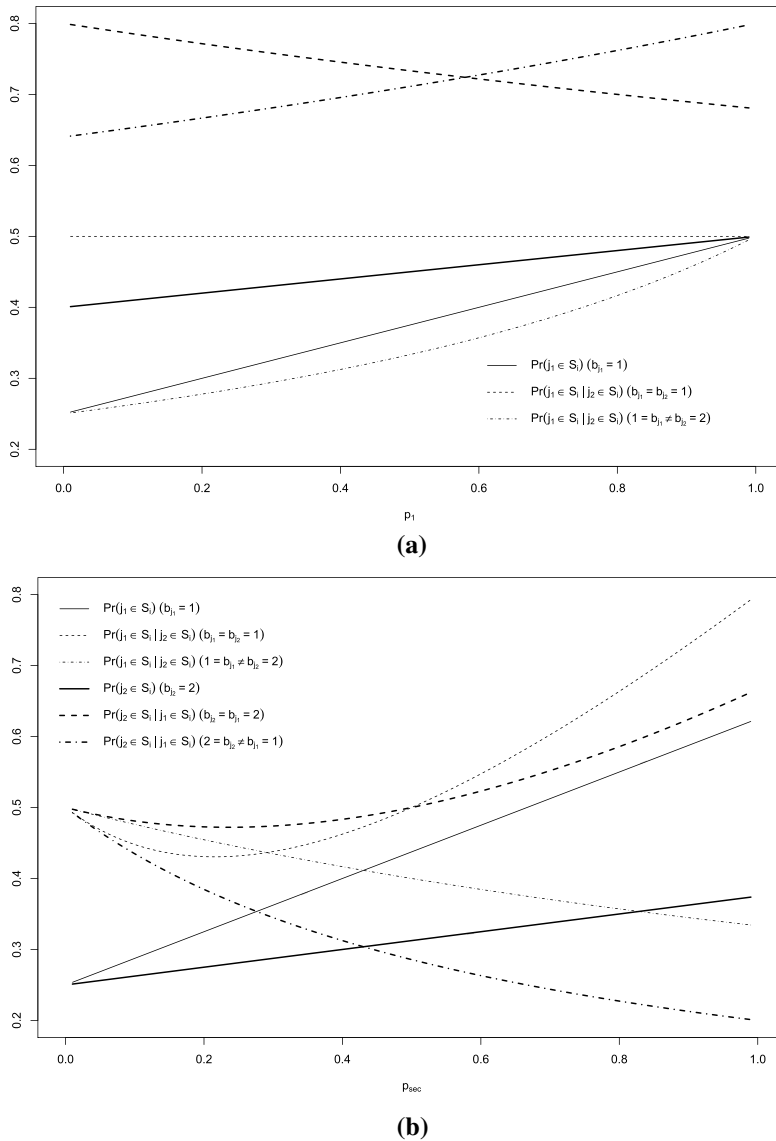 0.8
0.7
0.6
0.5
0.4
0.3
0.2
Pr(j₁ ∈ Sᵢ) (b_{j₁} = 1)
Pr(j₁ ∈ Sᵢ | j₂ ∈ Sᵢ) (b_{j₁} = b_{j₂} = 1)
Pr(j₁ ∈ Sᵢ | j₂ ∈ Sᵢ) (1 = b_{j₁} ≠ b_{j₂} = 2)
0.0 0.2 0.4 0.6 0.8 1.0
p₁
(a)
0.8
0.7
0.6
0.5
0.4
0.3
0.2
Pr(j₁ ∈ Sᵢ) (b_{j₁} = 1)
Pr(j₁ ∈ Sᵢ | j₂ ∈ Sᵢ) (b_{j₁} = b_{j₂} = 1)
Pr(j₁ ∈ Sᵢ | j₂ ∈ Sᵢ) (1 = b_{j₁} ≠ b_{j₂} = 2)
Pr(j₂ ∈ Sᵢ) (b_{j₂} = 2)
Pr(j₂ ∈ Sᵢ | j₁ ∈ Sᵢ) (b_{j₂} = b_{j₁} = 2)
Pr(j₂ ∈ Sᵢ | j₁ ∈ Sᵢ) (2 = b_{j₂} ≠ b_{j₁} = 1)
0.0 0.2 0.4 0.6 0.8 1.0
p_{sec}
(b)